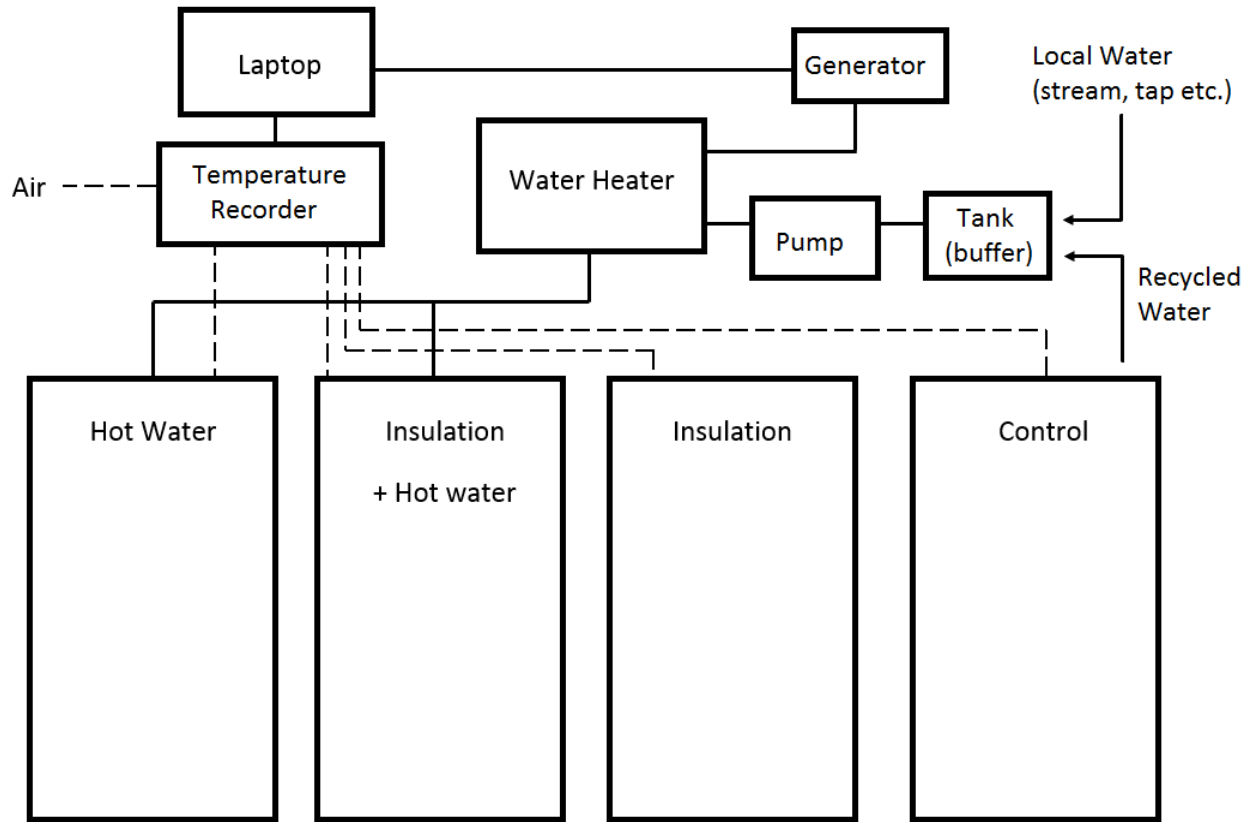 Laptop
Generator
Local Water
(stream, tap etc.)
Air
Temperature
Recorder
Water Heater
Pump
Tank
(buffer)
Recycled
Water
Hot Water
Insulation
+ Hot water
Insulation
Control